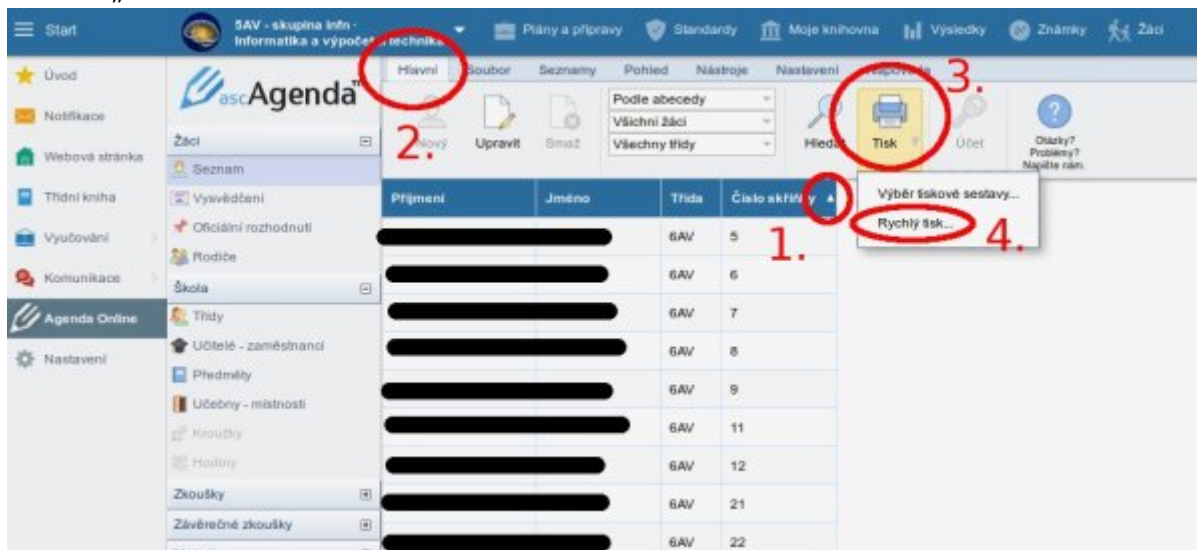 „
Start
5AV - skupina Infn -
Informatika a výpočetní technika
Plány a přípravy
Standardy
Moje knihovna
Výsledky
Známky
Žáci
Úvod
Notifikace
Webová stránka
Třídní kniha
Vyučování
Komunikace
Agenda Online
Nastavení
ascAgenda™
Žáci
Seznam
Vysvědčení
Oficiální rozhodnutí
Rodiče
Škola
Třídy
Učitelé - zaměstnanci
Předměty
Učebny - místnosti
Kroužky
Hodiny
Zkoušky
Závěrečné zkoušky
Hlavní Soubor Seznamy Pohled Nástroje Nastavení Nápověda
2.
3.
Nový
Upravit
Smaž
Podle abecedy
Všichni žáci
Všechny třídy
Hledat
Tisk
Účet
Otázky?
Problémy?
Napište nám.
Výběr tiskové sestavy...
Rychlý tisk...
1.
4.
Příjmení Jméno Třída Číslo skříňky
6AV 5
6AV 6
6AV 7
6AV 8
6AV 9
6AV 11
6AV 12
6AV 21
6AV 22